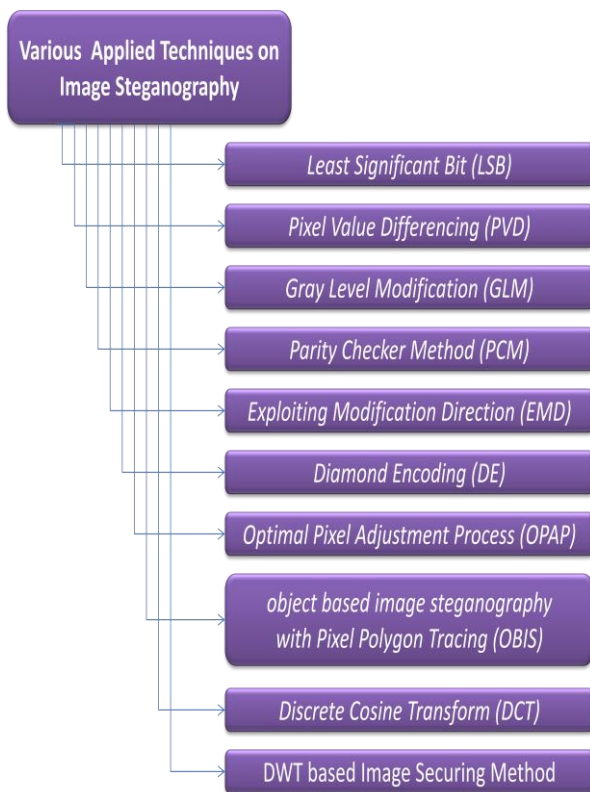 Various Applied Techniques on
Image Steganography
Least Significant Bit (LSB)
Pixel Value Differencing (PVD)
Gray Level Modification (GLM)
Parity Checker Method (PCM)
Exploiting Modification Direction (EMD)
Diamond Encoding (DE)
Optimal Pixel Adjustment Process (OPAP)
object based image steganography
with Pixel Polygon Tracing (OBIS)
Discrete Cosine Transform (DCT)
DWT based Image Securing Method